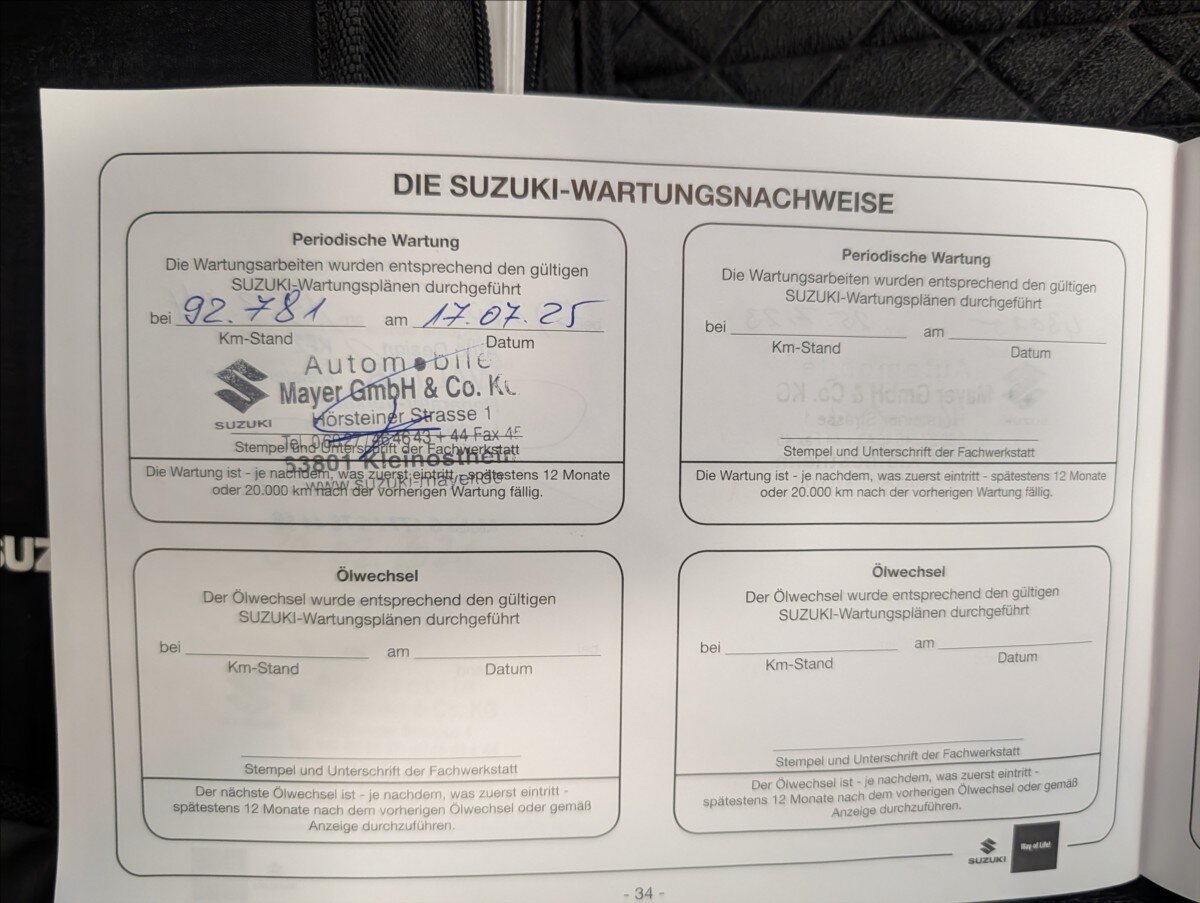 DIE SUZUKI-WARTUNGSNACHWEISE
Periodische Wartung
Die Wartungsarbeiten wurden entsprechend den gültigen
SUZUKI-Wartungsplänen durchgeführt
bei 92.781 am 17.07.25
Km-Stand Datum
Automobile
SUZUKI
Mayer GmbH & Co. KG
Hörsteiner Strasse 1
Stempel und Unterschrift der Fachwerkstatt
Kleinostheim
www.suzuki-mayer.de
Die Wartung ist - je nachdem, was zuerst eintritt - spätestens 12 Monate
oder 20.000 km nach der vorherigen Wartung fällig.
Periodische Wartung
Die Wartungsarbeiten wurden entsprechend den gültigen
SUZUKI-Wartungsplänen durchgeführt
bei am
Km-Stand Datum
Stempel und Unterschrift der Fachwerkstatt
Die Wartung ist - je nachdem, was zuerst eintritt - spätestens 12 Monate
oder 20.000 km nach der vorherigen Wartung fällig.
Ölwechsel
Der Ölwechsel wurde entsprechend den gültigen
SUZUKI-Wartungsplänen durchgeführt
bei am
Km-Stand Datum
Stempel und Unterschrift der Fachwerkstatt
Der nächste Ölwechsel ist - je nachdem, was zuerst eintritt -
spätestens 12 Monate nach dem vorherigen Ölwechsel oder gemäß
Anzeige durchzuführen.
Ölwechsel
Der Ölwechsel wurde entsprechend den gültigen
SUZUKI-Wartungsplänen durchgeführt
bei am
Km-Stand Datum
Stempel und Unterschrift der Fachwerkstatt
Der Ölwechsel ist - je nachdem, was zuerst eintritt -
spätestens 12 Monate nach dem vorherigen Ölwechsel oder gemäß
Anzeige durchzuführen.
SUZUKI
Way of Life!
- 34 -
SUZ